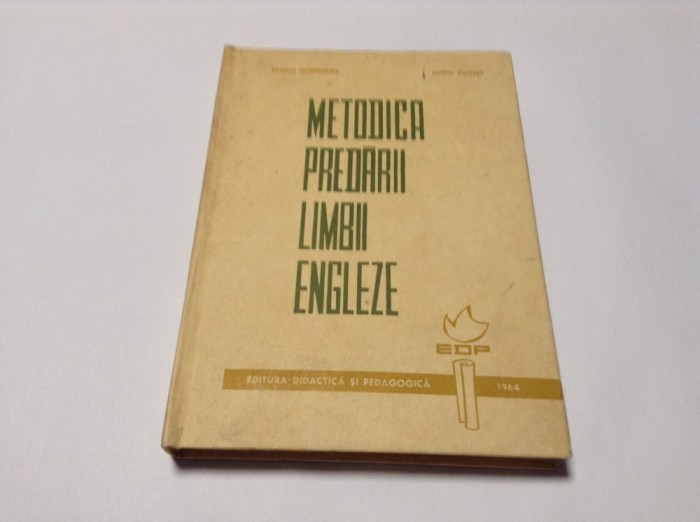 METODICA
PREDĂRII
LIMBII
ENGLEZE
EDP
EDITURA DIDACTICĂ ȘI PEDAGOGICĂ 1964